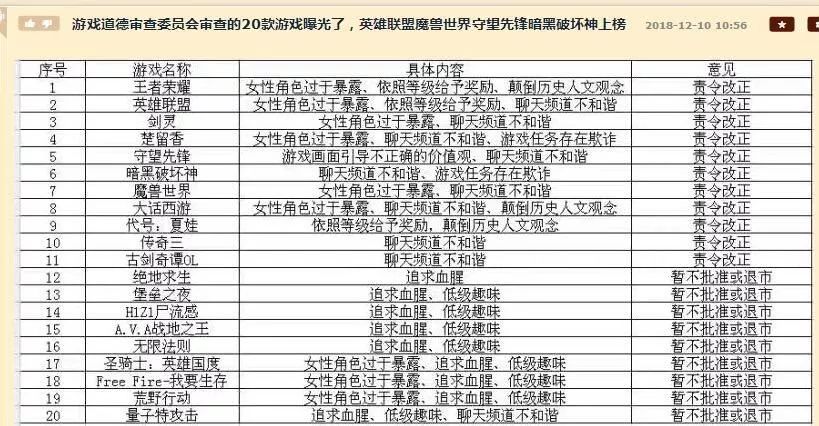 游戏道德审查委员会审查的20款游戏曝光了，英雄联盟魔兽世界守望先锋暗黑破坏神上榜 2018-12-10 10:56
序号 游戏名称 具体内容 意见
1 王者荣耀 女性角色过于暴露、依照等级给予奖励、颠倒历史人文观念 责令改正
2 英雄联盟 女性角色过于暴露、依照等级给予奖励、聊天频道不和谐 责令改正
3 剑灵 女性角色过于暴露、聊天频道不和谐 责令改正
4 楚留香 女性角色过于暴露、聊天频道不和谐、游戏任务存在欺诈 责令改正
5 守望先锋 游戏画面引导不正确的价值观、聊天频道不和谐 责令改正
6 暗黑破坏神 聊天频道不和谐、游戏任务存在欺诈 责令改正
7 魔兽世界 女性角色过于暴露、聊天频道不和谐 责令改正
8 大话西游 女性角色过于暴露、聊天频道不和谐、颠倒历史人文观念 责令改正
9 代号：夏娃 依照等级给予奖励，颠倒历史人文观念 责令改正
10 传奇三 聊天频道不和谐 责令改正
11 古剑奇谭OL 聊天频道不和谐 责令改正
12 绝地求生 追求血腥 暂不批准或退市
13 堡垒之夜 追求血腥、低级趣味 暂不批准或退市
14 H1Z1尸流感 追求血腥、低级趣味 暂不批准或退市
15 A.V.A战地之王 追求血腥、低级趣味 暂不批准或退市
16 无限法则 追求血腥、低级趣味 暂不批准或退市
17 圣骑士：英雄国度 女性角色过于暴露、追求血腥、低级趣味 暂不批准或退市
18 Free Fire-我要生存 女性角色过于暴露、追求血腥、低级趣味 暂不批准或退市
19 荒野行动 女性角色过于暴露、追求血腥、低级趣味 暂不批准或退市
20 量子特攻击 追求血腥、低级趣味、聊天频道不和谐 暂不批准或退市